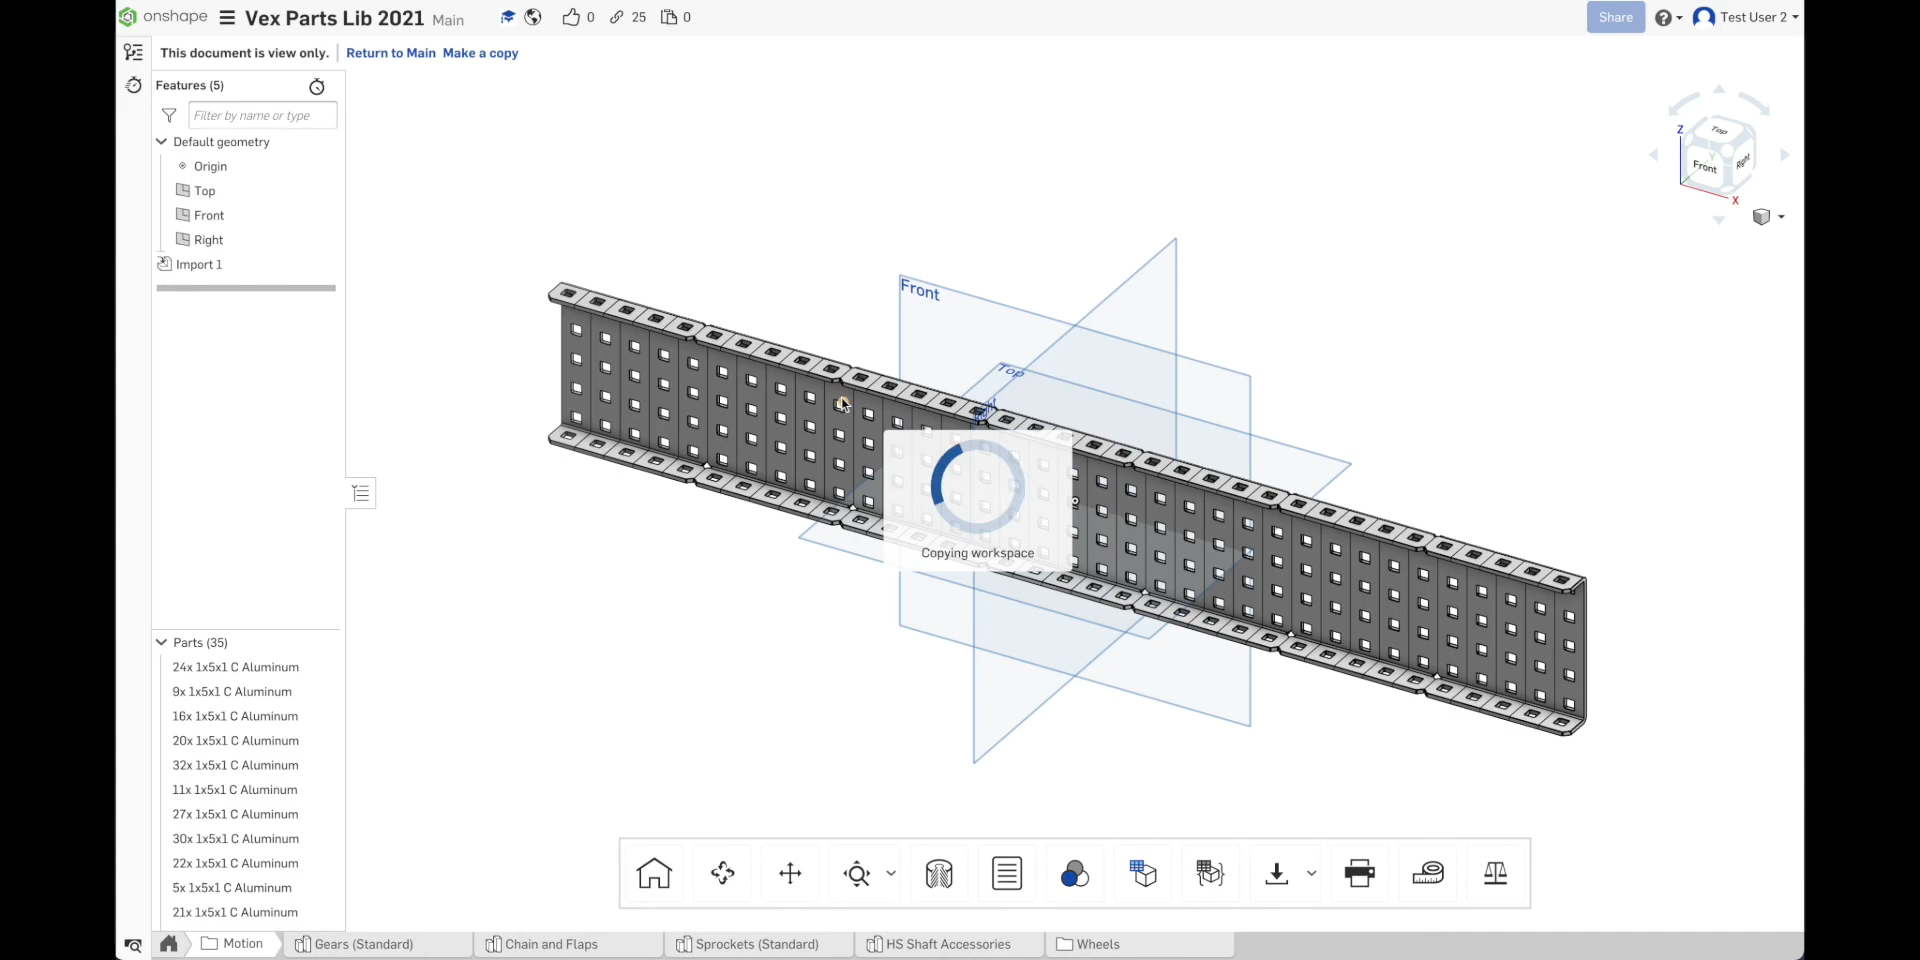 onshape Vex Parts Lib 2021 Main 0 25 0 Share Test User 2
This document is view only. Return to Main Make a copy
Features (5)
Filter by name or type
Default geometry
Origin
Top
Front
Right
Import 1
Z
Top
Y
Front
Right
X
Front
Top
Right
Copying workspace
Parts (35)
24x 1x5x1 C Aluminum
9x 1x5x1 C Aluminum
16x 1x5x1 C Aluminum
20x 1x5x1 C Aluminum
32x 1x5x1 C Aluminum
11x 1x5x1 C Aluminum
27x 1x5x1 C Aluminum
30x 1x5x1 C Aluminum
22x 1x5x1 C Aluminum
5x 1x5x1 C Aluminum
21x 1x5x1 C Aluminum
Motion Gears (Standard) Chain and Flaps Sprockets (Standard) HS Shaft Accessories Wheels